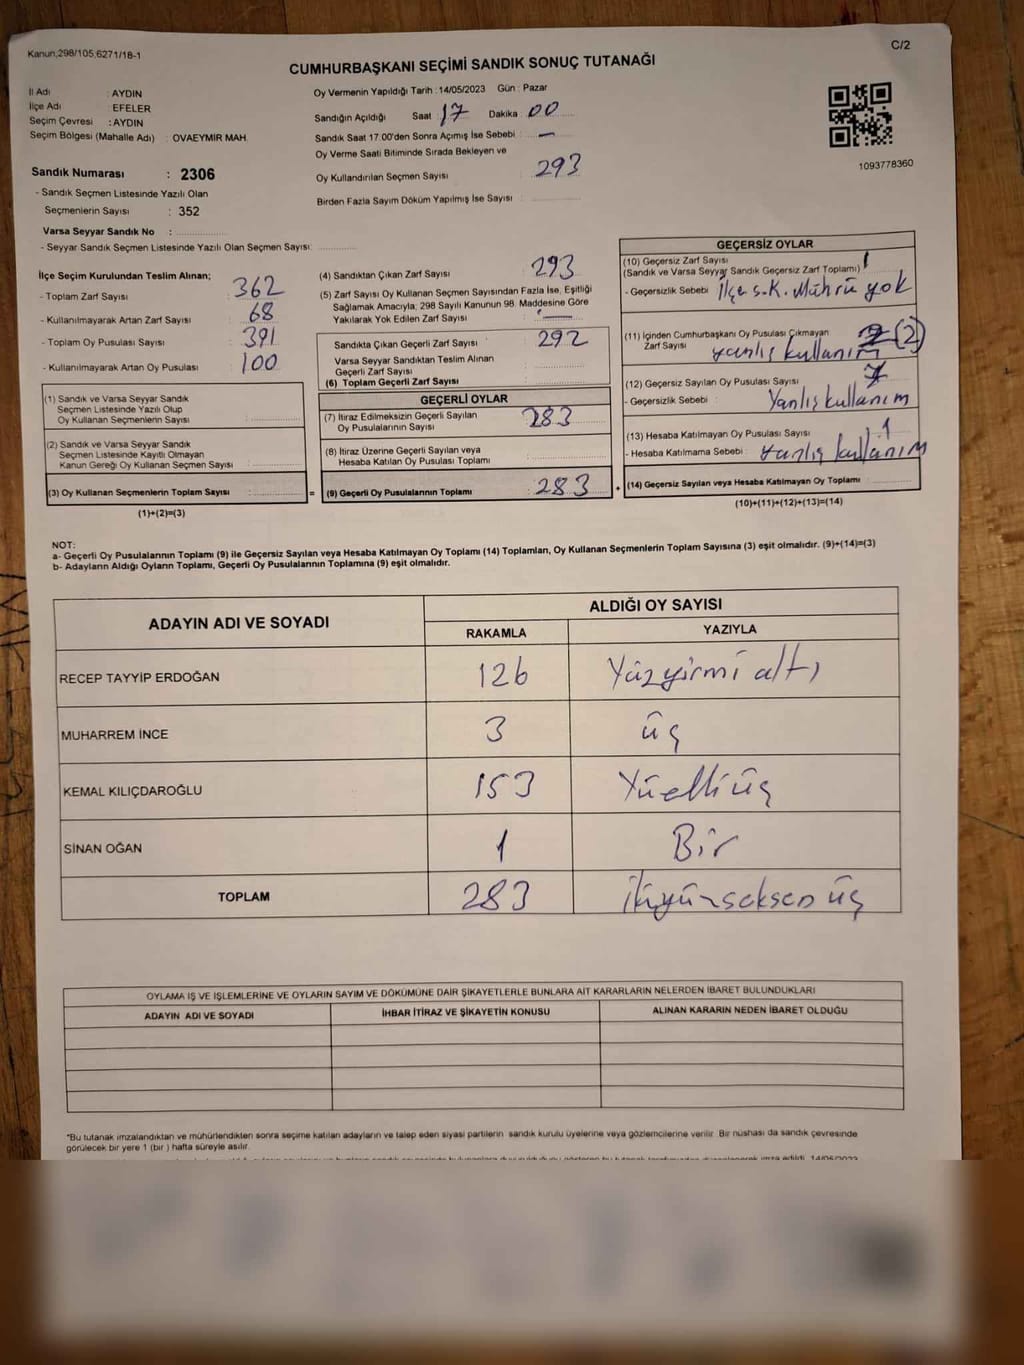 Kanun,298/105,6271/18-1
C/2
CUMHURBAŞKANI SEÇİMİ SANDIK SONUÇ TUTANAĞI
İl Adı : AYDIN
İlçe Adı : EFELER
Seçim Çevresi : AYDIN
Seçim Bölgesi (Mahalle Adı) : OVAEYMIR MAH.
Sandık Numarası : 2306
- Sandık Seçmen Listesinde Yazılı Olan
Seçmenlerin Sayısı : 352
Varsa Seyyar Sandık No :
- Seyyar Sandık Seçmen Listesinde Yazılı Olan Seçmen Sayısı:
Oy Vermenin Yapıldığı Tarih : 14/05/2023 Gün : Pazar
Sandığın Açıldığı Saat : 17 Dakika : 00
Sandık Saat 17.00'den Sonra Açımış İse Sebebi : —
Oy Verme Saati Bitiminde Sırada Bekleyen ve
Oy Kullandırılan Seçmen Sayısı : 293
Birden Fazla Sayım Döküm Yapılmış İse Sayısı :
1093778360
İlçe Seçim Kurulundan Teslim Alınan;
- Toplam Zarf Sayısı : 362
- Kullanılmayarak Artan Zarf Sayısı : 68
- Toplam Oy Pusulası Sayısı : 391
- Kullanılmayarak Artan Oy Pusulası : 100
(1) Sandık ve Varsa Seyyar Sandık
Seçmen Listesinde Yazılı Olup
Oy Kullanan Seçmenlerin Sayısı :
(2) Sandık ve Varsa Seyyar Sandık
Seçmen Listesinde Kayıtlı Olmayan
Kanun Gereği Oy Kullanan Seçmen Sayısı :
(3) Oy Kullanan Seçmenlerin Toplam Sayısı : =
(1)+(2)=(3)
(4) Sandıktan Çıkan Zarf Sayısı : 293
(5) Zarf Sayısı Oy Kullanan Seçmen Sayısından Fazla İse, Eşitliği
Sağlamak Amacıyla; 298 Sayılı Kanunun 98. Maddesine Göre
Yakılarak Yok Edilen Zarf Sayısı : —
Sandıkta Çıkan Geçerli Zarf Sayısı : 292
Varsa Seyyar Sandıktan Teslim Alınan
Geçerli Zarf Sayısı :
(6) Toplam Geçerli Zarf Sayısı :
GEÇERLİ OYLAR
(7) İtiraz Edilmeksizin Geçerli Sayılan
Oy Pusulalarının Sayısı : 283
(8) İtiraz Üzerine Geçerli Sayılan veya
Hesaba Katılan Oy Pusulası Toplamı :
(9) Geçerli Oy Pusulalarının Toplamı : 283 +
GEÇERSİZ OYLAR
(10) Geçersiz Zarf Sayısı : 1
(Sandık ve Varsa Seyyar Sandık Geçersiz Zarf Toplamı)
- Geçersizlik Sebebi : İlçe S.K. Mührü yok
(11) İçinden Cumhurbaşkanı Oy Pusulası Çıkmayan
Zarf Sayısı : (2)
yanlış kullanım
(12) Geçersiz Sayılan Oy Pusulası Sayısı : 7
- Geçersizlik Sebebi : Yanlış kullanım
(13) Hesaba Katılmayan Oy Pusulası Sayısı : 1
- Hesaba Katılmama Sebebi : yanlış kullanım
(14) Geçersiz Sayılan veya Hesaba Katılmayan Oy Toplamı :
(10)+(11)+(12)+(13)=(14)
NOT:
a- Geçerli Oy Pusulalarının Toplamı (9) ile Geçersiz Sayılan veya Hesaba Katılmayan Oy Toplamı (14) Toplamları, Oy Kullanan Seçmenlerin Toplam Sayısına (3) eşit olmalıdır. (9)+(14)=(3)
b- Adayların Aldığı Oyların Toplamı, Geçerli Oy Pusulalarının Toplamına (9) eşit olmalıdır.
ADAYIN ADI VE SOYADI
ALDIĞI OY SAYISI
RAKAMLA YAZIYLA
RECEP TAYYİP ERDOĞAN 126 Yüzyirmi altı
MUHARREM İNCE 3 üç
KEMAL KILIÇDAROĞLU 153 Yüzelli üç
SİNAN OĞAN 1 Bir
TOPLAM 283 İkiyünseksen üç
OYLAMA İŞ VE İŞLEMLERİNE VE OYLARIN SAYIM VE DÖKÜMÜNE DAİR ŞİKAYETLERLE BUNLARA AİT KARARLARIN NELERDEN İBARET BULUNDUKLARI
ADAYIN ADI VE SOYADI İHBAR İTİRAZ VE ŞİKAYETİN KONUSU ALINAN KARARIN NEDEN İBARET OLDUĞU
"Bu tutanak imzalandıktan ve mühürlendikten sonra seçime katılan adayların ve talep eden siyasi partilerin sandık kurulu üyelerine veya gözlemcilerine verilir. Bir nüshası da sandık çevresinde
görülecek bir yere 1 (bir ) hafta süreyle asılır.